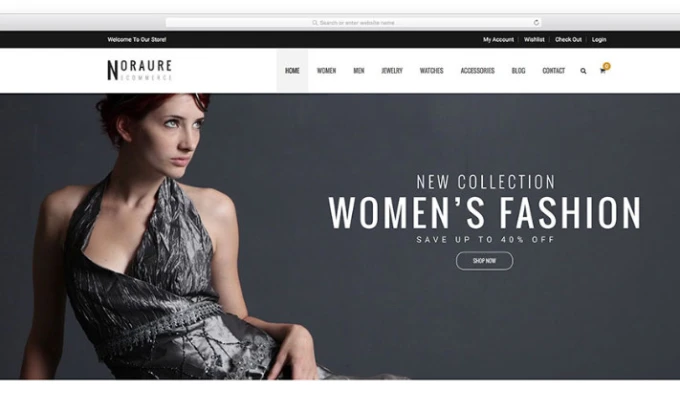 Search or enter website name
Welcome To Our Store!
My Account | Wishlist | Check Out | Login
NORAURE
ECOMMERCE
HOME WOMEN MEN JEWELRY WATCHES ACCESSORIES BLOG CONTACT
NEW COLLECTION
WOMEN'S FASHION
SAVE UP TO 40% OFF
SHOP NOW